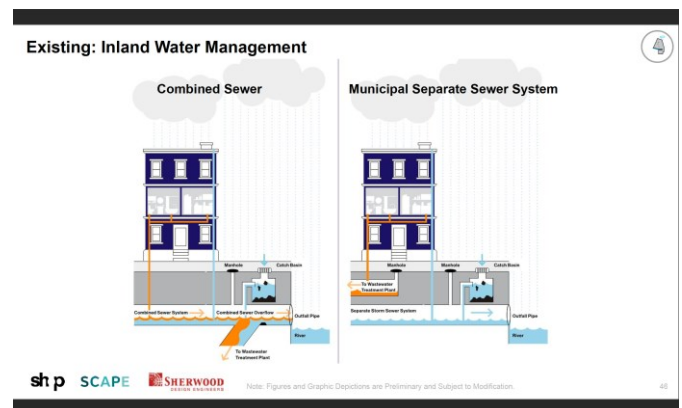 Existing: Inland Water Management
Combined Sewer
Manhole
Catch Basin
Combined Sewer System
Combined Sewer Overflow
Outfall Pipe
River
To Wastewater
Treatment Plant
Municipal Separate Sewer System
Manhole
Manhole
Catch Basin
To Wastewater
Treatment Plant
Separate Storm Sewer System
Outfall Pipe
River
sh p
SCAPE
SHERWOOD
DESIGN ENGINEERS
Note: Figures and Graphic Depictions are Preliminary and Subject to Modification.